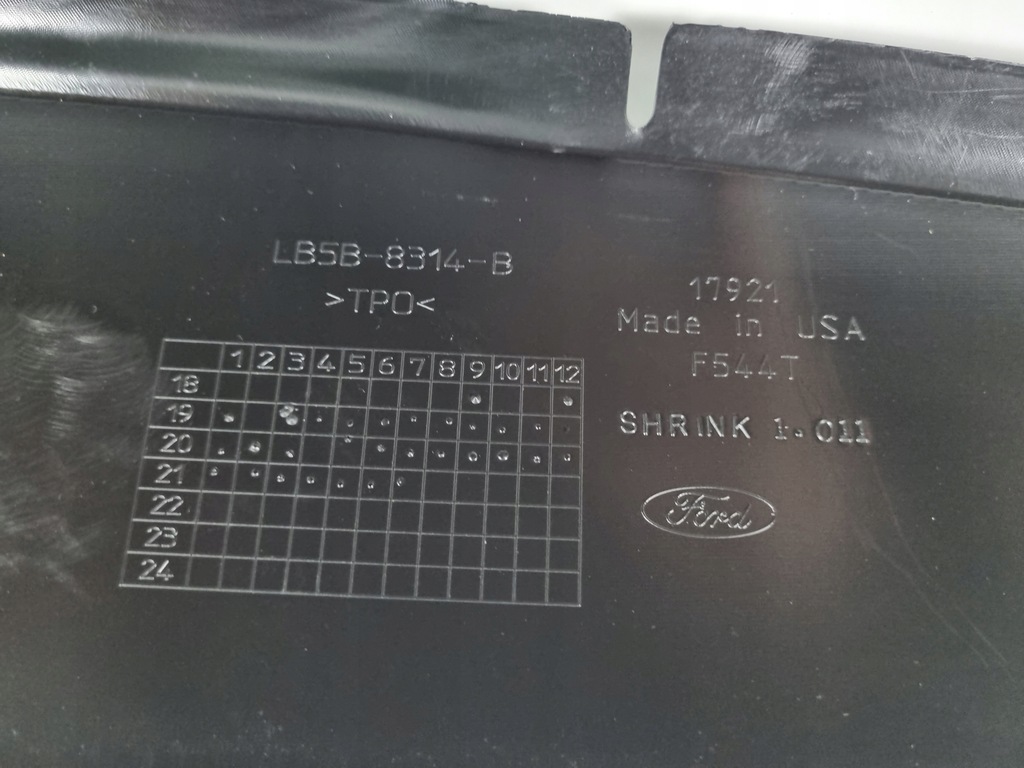 LB5B-8314-B
>TPO<
1 2 3 4 5 6 7 8 9 10 11 12
18
19
20
21
22
23
24
17921
Made in USA
F544T
SHRINK 1.011
Ford